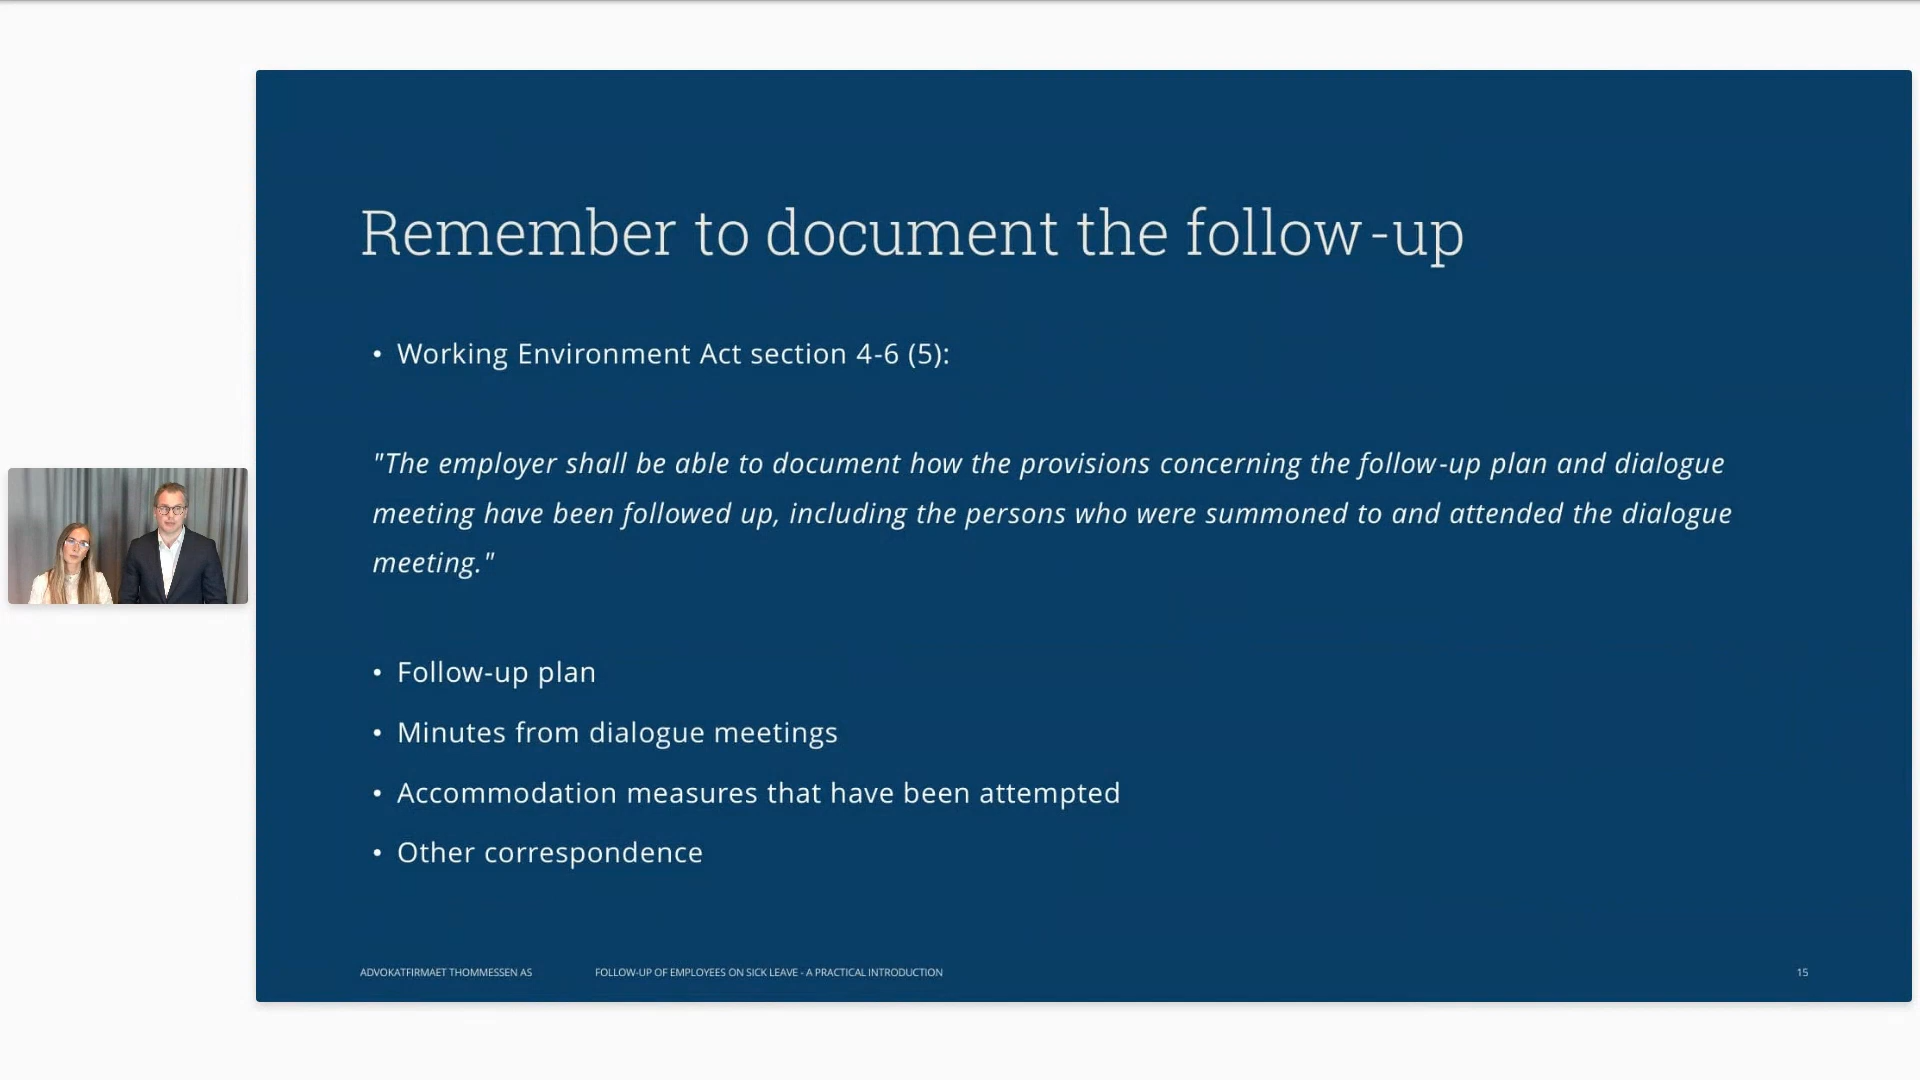 Remember to document the follow-up
• Working Environment Act section 4-6 (5):
"The employer shall be able to document how the provisions concerning the follow-up plan and dialogue
meeting have been followed up, including the persons who were summoned to and attended the dialogue
meeting."
• Follow-up plan
• Minutes from dialogue meetings
• Accommodation measures that have been attempted
• Other correspondence
ADVOKATFIRMAET THOMMESSEN AS FOLLOW-UP OF EMPLOYEES ON SICK LEAVE - A PRACTICAL INTRODUCTION 15